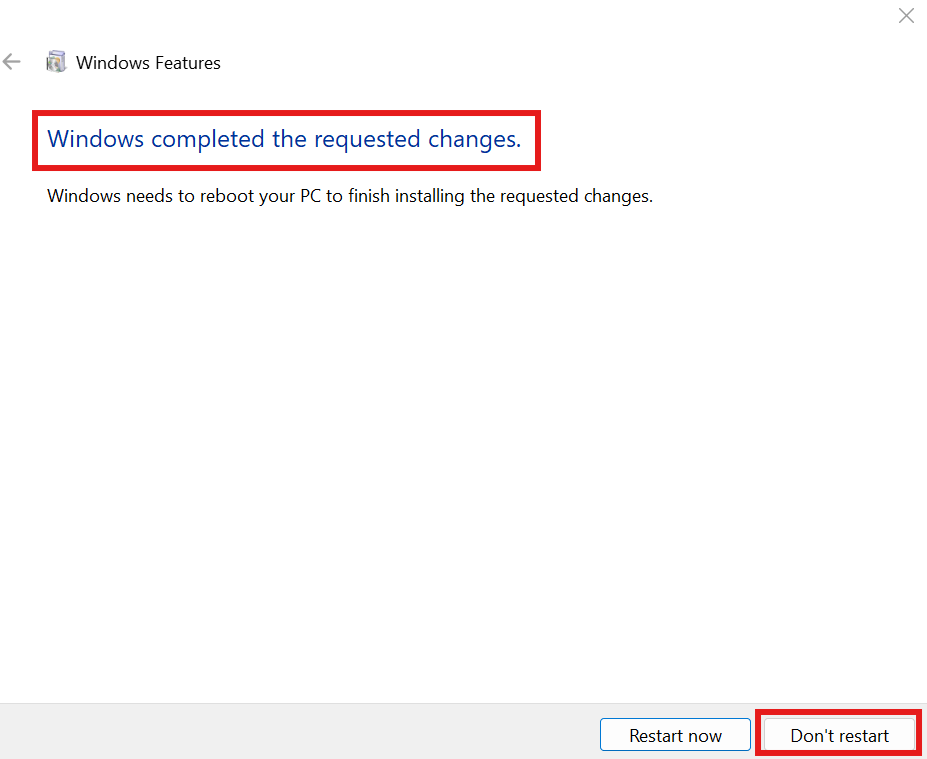 Windows Features
Windows completed the requested changes.
Windows needs to reboot your PC to finish installing the requested changes.
Restart now
Don't restart